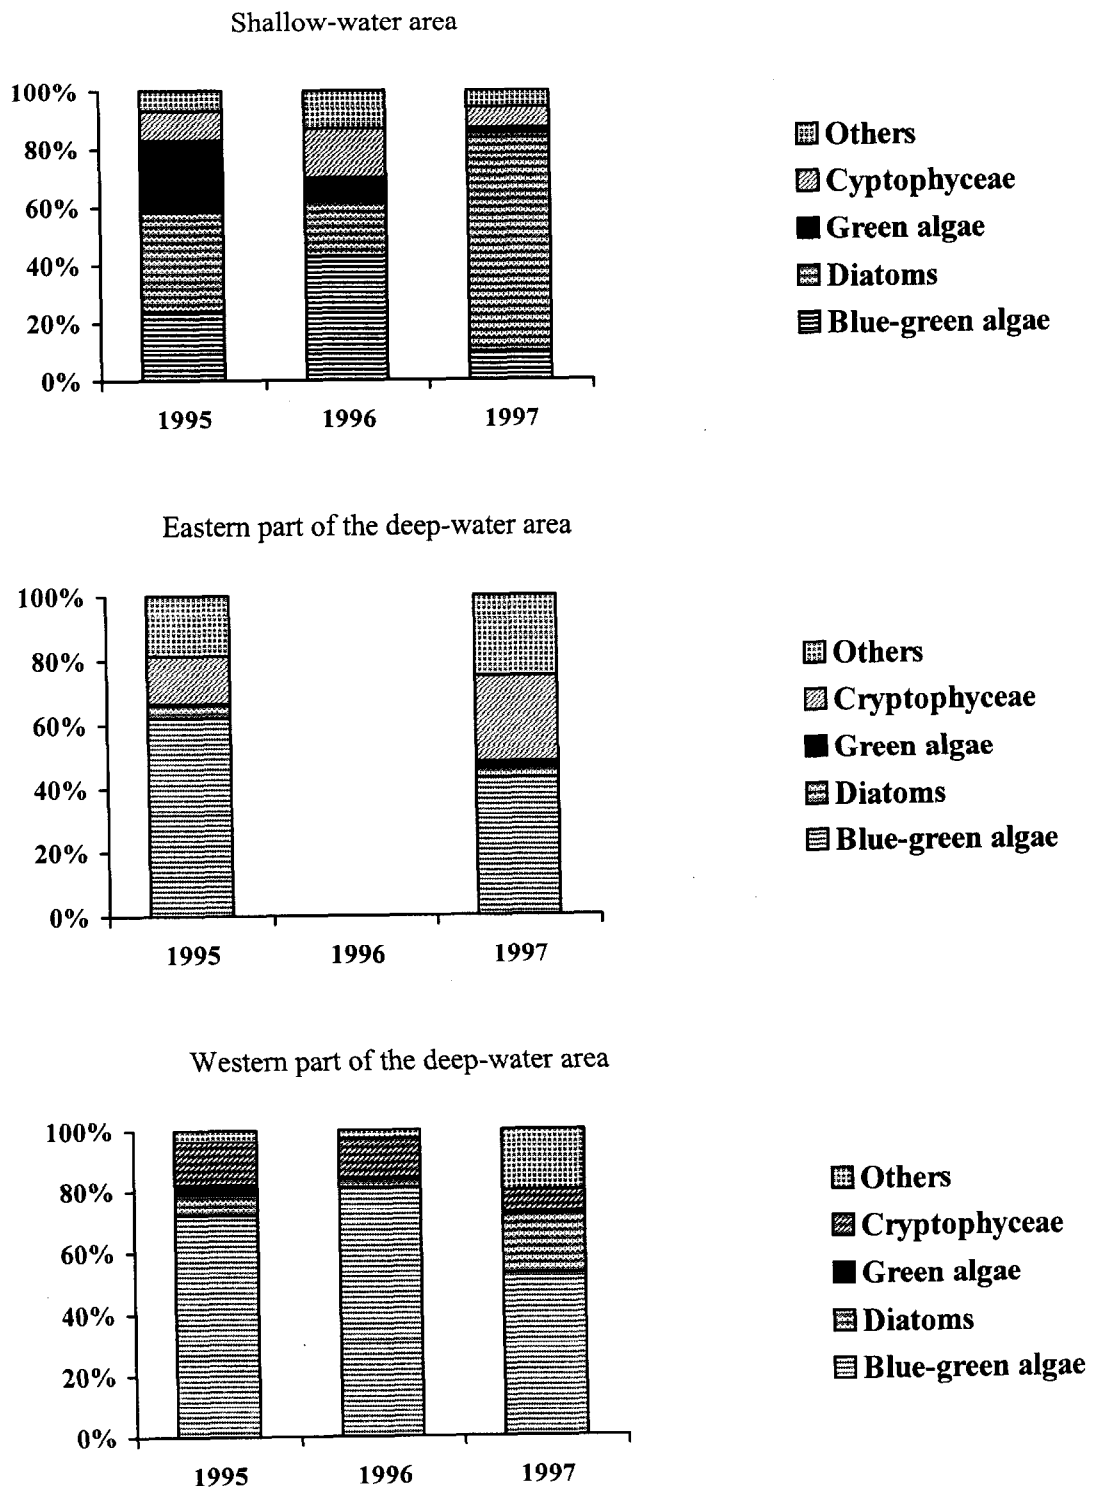 Shallow-water area
100%
80%
60%
40%
20%
0%
1995
1996
1997
Others
Cyptophyceae
Green algae
Diatoms
Blue-green algae
Eastern part of the deep-water area
100%
80%
60%
40%
20%
0%
1995
1996
1997
Others
Cryptophyceae
Green algae
Diatoms
Blue-green algae
Western part of the deep-water area
100%
80%
60%
40%
20%
0%
1995
1996
1997
Others
Cryptophyceae
Green algae
Diatoms
Blue-green algae